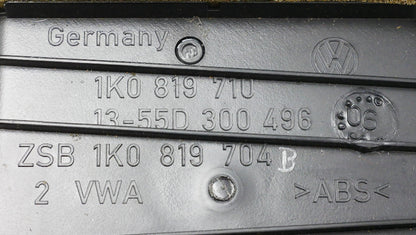 Germany
1K0 819 710
13-55D 300 496 06
ZSB 1K0 819 704 B
2 VWA >ABS<